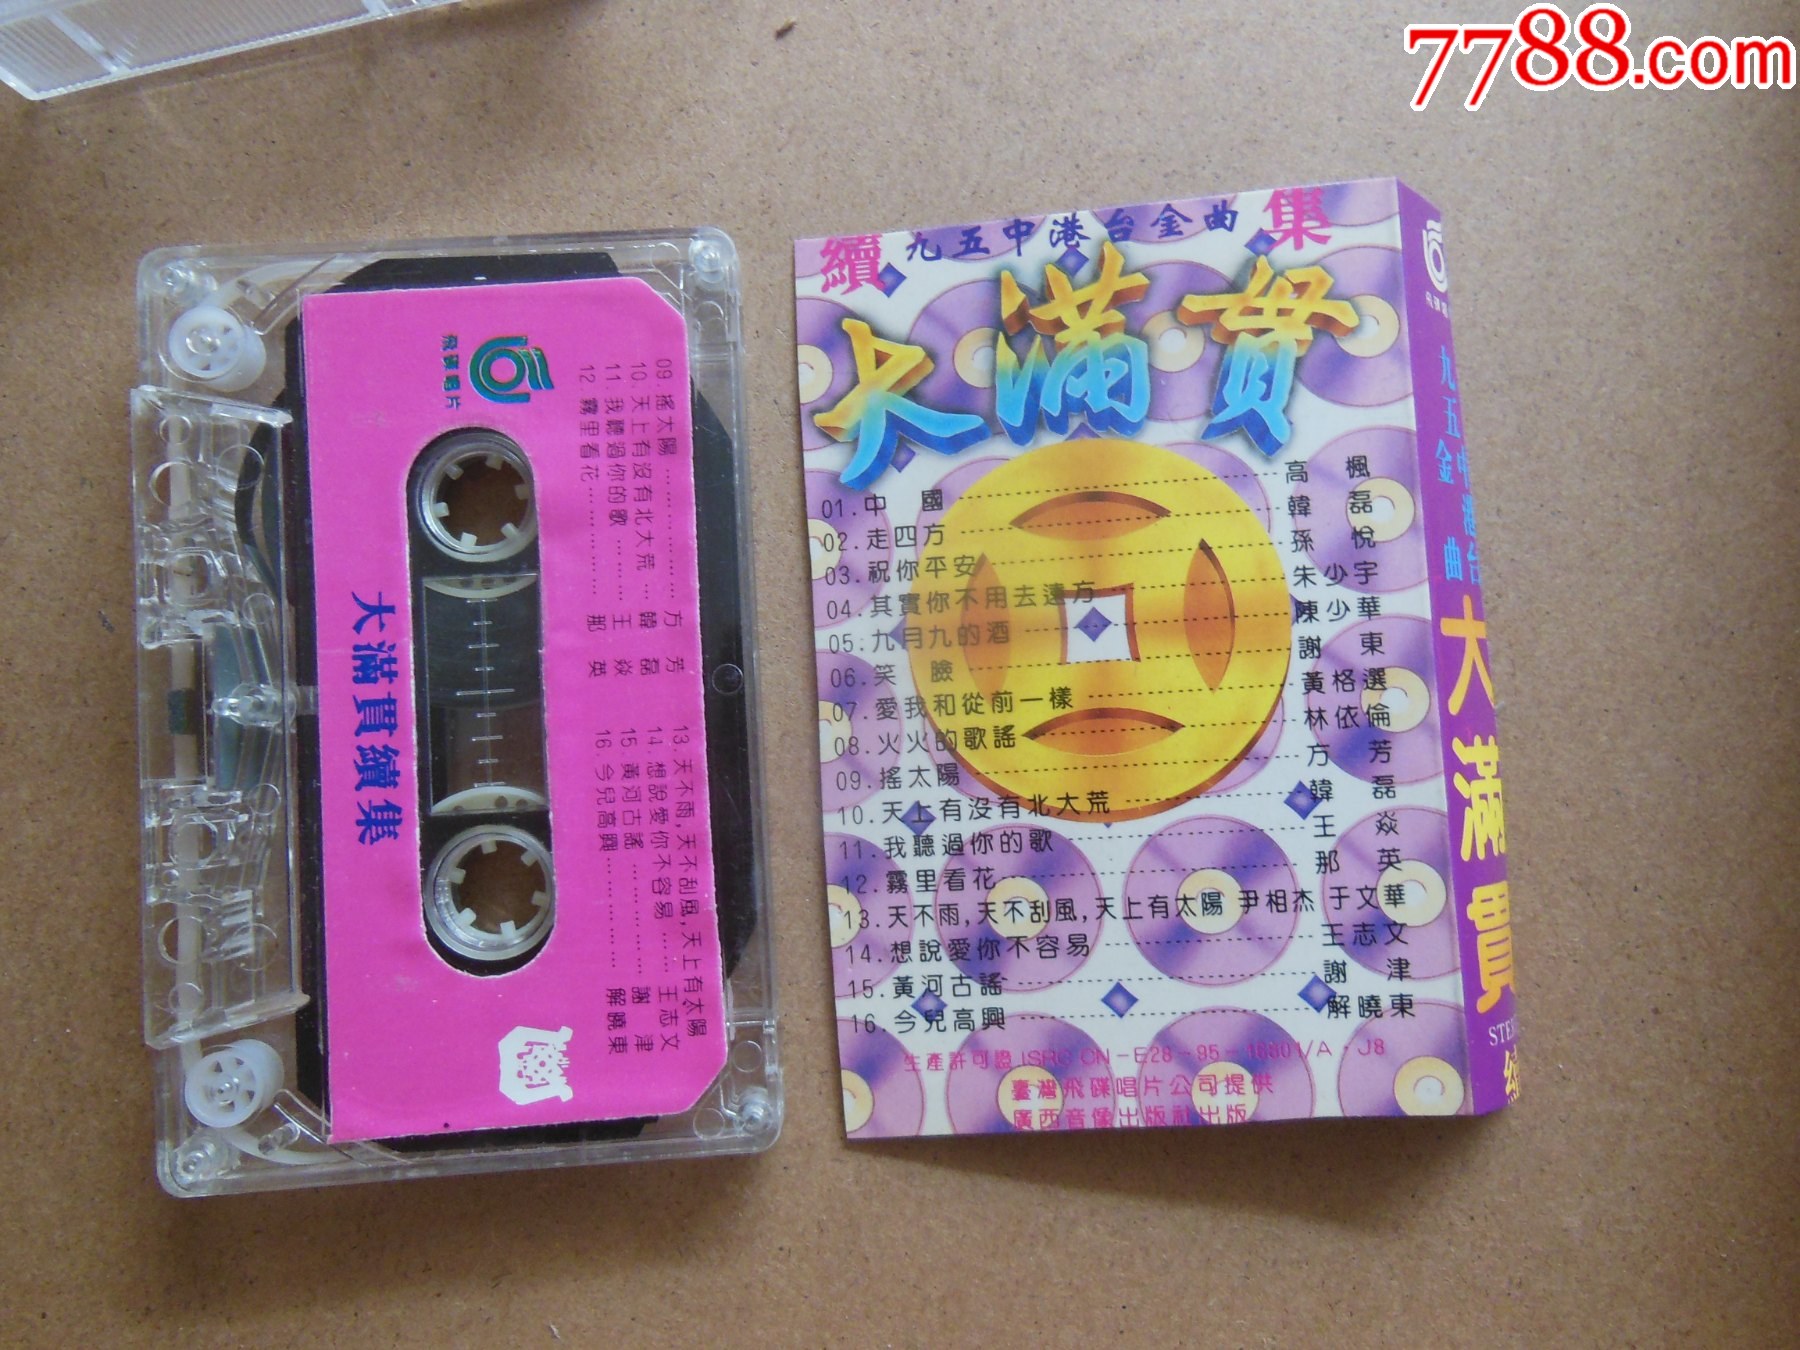 7788.com
飛碟唱片
09.搖太陽 ………………… 方 芳
10.天上有沒有北大荒 … 韓 磊
11.我聽過你的歌 ………… 王 焱
12.霧里看花 ……………… 那 英
13.天不雨,天不刮風,天上有太陽
14.想說愛你不容易 …… 王志文
15.黃河古謠 …………… 謝 津
16.今兒高興 …………… 解曉東
大滿貫續集
續 九五中港台金曲 集
大滿貫
01.中 國 高 楓
02.走四方 韓 磊
03.祝你平安 孫 悅
04.其實你不用去遠方 朱少宇
05.九月九的酒 陳少華
06.笑 臉 謝 東
07.愛我和從前一樣 黃格選
08.火火的歌謠 林依倫
09.搖太陽 方 芳
10.天上有沒有北大荒 韓 磊
11.我聽過你的歌 王 焱
12.霧里看花 那 英
13.天不雨,天不刮風,天上有太陽 尹相杰 于文華
14.想說愛你不容易 王志文
15.黃河古謠 謝 津
16.今兒高興 解曉東
生產許可證 ISRC CN-E28-95-
/A·J8
臺灣飛碟唱片公司提供
廣西音像出版社出版
九五中港台
金曲
大滿貫